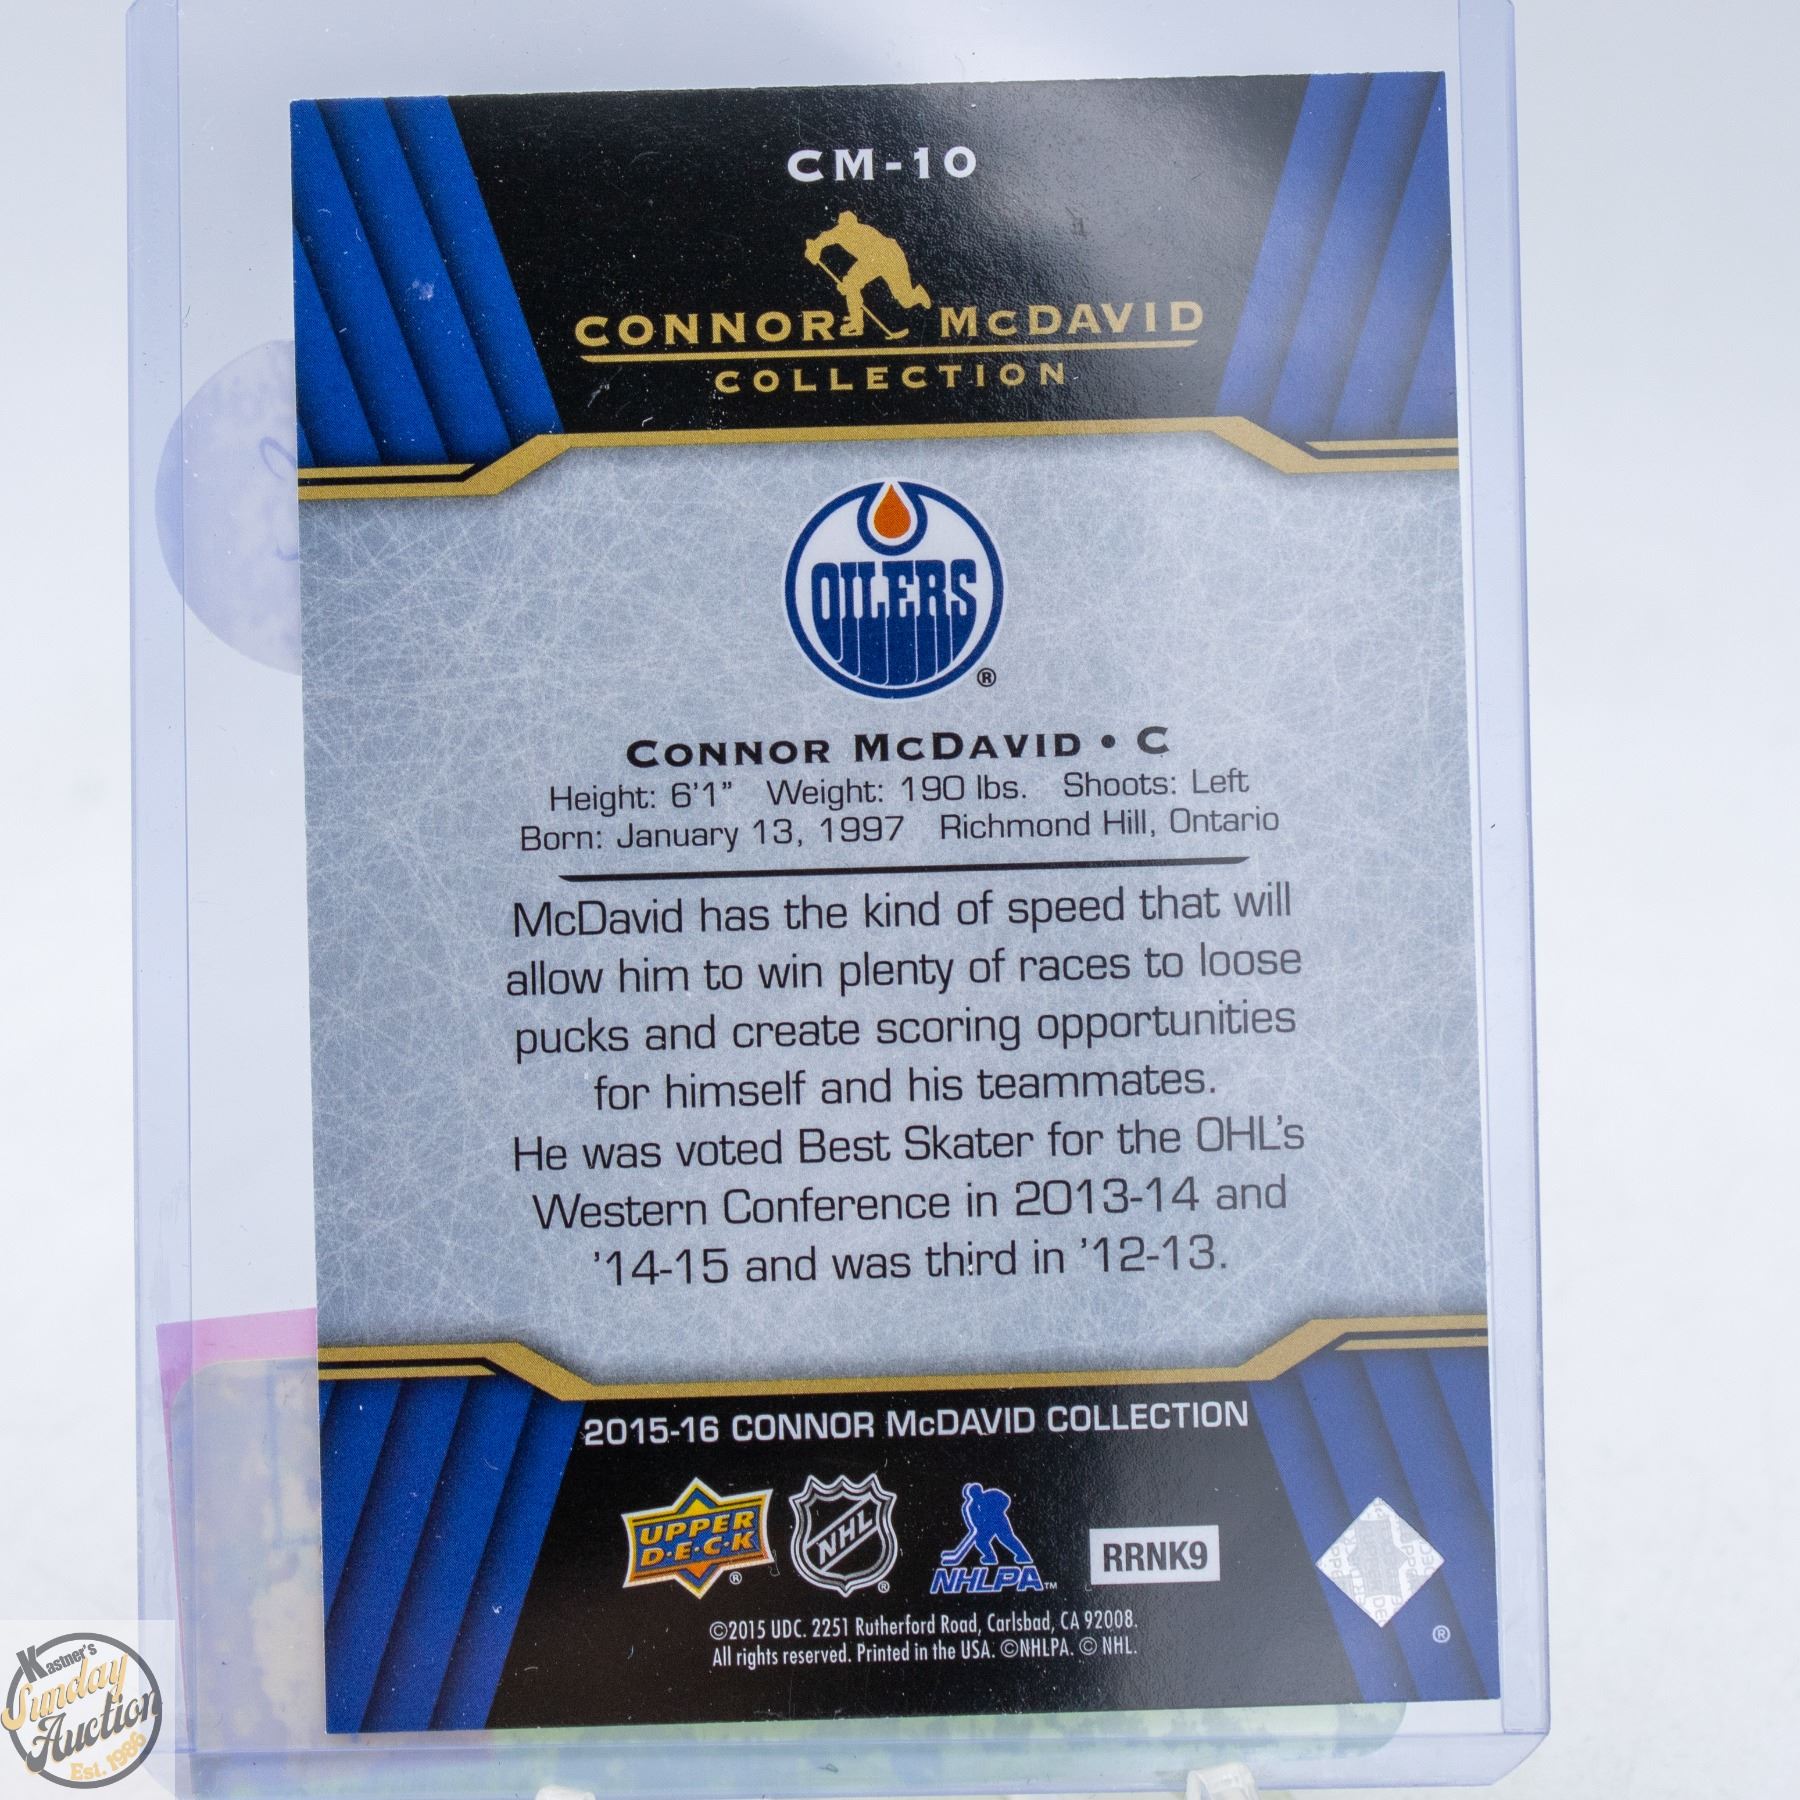 CM-10
CONNOR McDAVID
COLLECTION
OILERS
®
CONNOR McDAVID • C
Height: 6'1" Weight: 190 lbs. Shoots: Left
Born: January 13, 1997 Richmond Hill, Ontario
McDavid has the kind of speed that will
allow him to win plenty of races to loose
pucks and create scoring opportunities
for himself and his teammates.
He was voted Best Skater for the OHL's
Western Conference in 2013-14 and
'14-15 and was third in '12-13.
2015-16 CONNOR McDAVID COLLECTION
UPPER
D·E·C·K
®
NHL
®
NHLPA™
RRNK9
®
©2015 UDC. 2251 Rutherford Road, Carlsbad, CA 92008.
All rights reserved. Printed in the USA. ©NHLPA. © NHL.
Kastner's
Sunday
Auction
Est. 1986